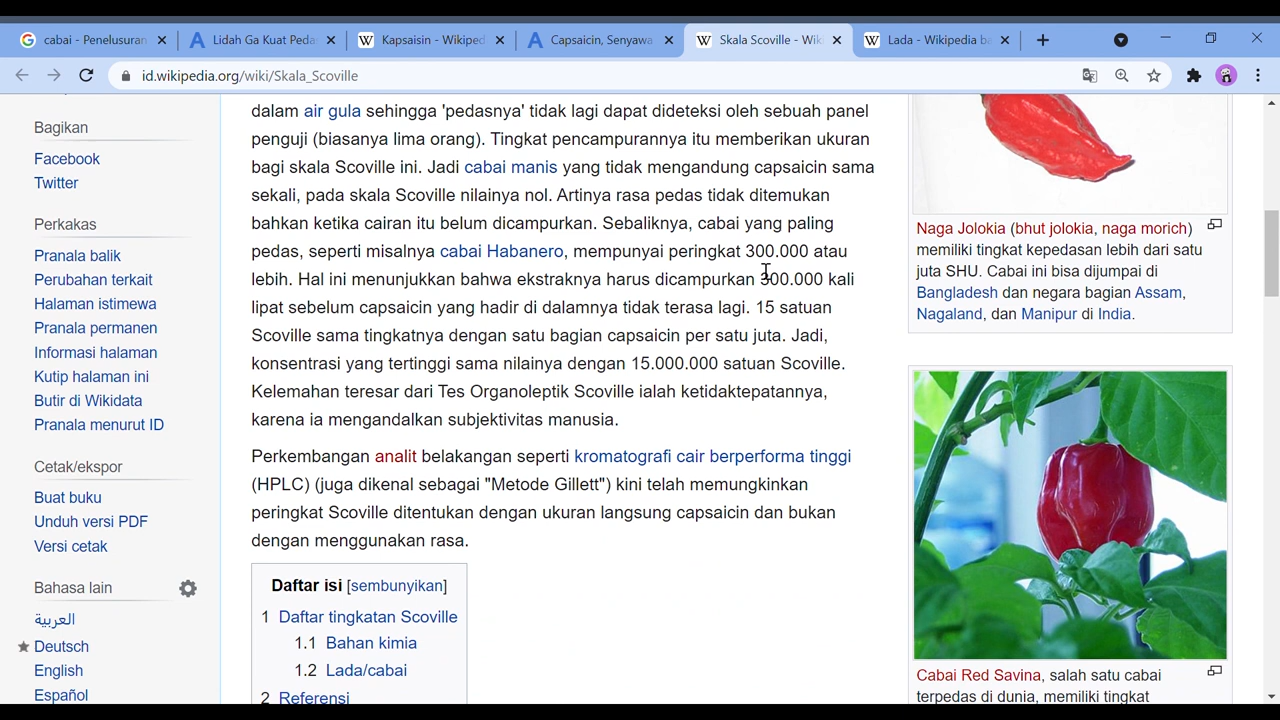 cabai - Penelusuran
Lidah Ga Kuat Peda
Kapsaisin - Wikiped
Capsaicin, Senyawa
Skala Scoville - Wik
Lada - Wikipedia ba
id.wikipedia.org/wiki/Skala_Scoville
Bagikan
Facebook
Twitter
Perkakas
Pranala balik
Perubahan terkait
Halaman istimewa
Pranala permanen
Informasi halaman
Kutip halaman ini
Butir di Wikidata
Pranala menurut ID
Cetak/ekspor
Buat buku
Unduh versi PDF
Versi cetak
Bahasa lain
العربية
Deutsch
English
Español
dalam air gula sehingga 'pedasnya' tidak lagi dapat dideteksi oleh sebuah panel
penguji (biasanya lima orang). Tingkat pencampurannya itu memberikan ukuran
bagi skala Scoville ini. Jadi cabai manis yang tidak mengandung capsaicin sama
sekali, pada skala Scoville nilainya nol. Artinya rasa pedas tidak ditemukan
bahkan ketika cairan itu belum dicampurkan. Sebaliknya, cabai yang paling
pedas, seperti misalnya cabai Habanero, mempunyai peringkat 300.000 atau
lebih. Hal ini menunjukkan bahwa ekstraknya harus dicampurkan 300.000 kali
lipat sebelum capsaicin yang hadir di dalamnya tidak terasa lagi. 15 satuan
Scoville sama tingkatnya dengan satu bagian capsaicin per satu juta. Jadi,
konsentrasi yang tertinggi sama nilainya dengan 15.000.000 satuan Scoville.
Kelemahan teresar dari Tes Organoleptik Scoville ialah ketidaktepatannya,
karena ia mengandalkan subjektivitas manusia.
Perkembangan analit belakangan seperti kromatografi cair berperforma tinggi
(HPLC) (juga dikenal sebagai "Metode Gillett") kini telah memungkinkan
peringkat Scoville ditentukan dengan ukuran langsung capsaicin dan bukan
dengan menggunakan rasa.
Daftar isi [sembunyikan]
1 Daftar tingkatan Scoville
1.1 Bahan kimia
1.2 Lada/cabai
2 Referensi
Naga Jolokia (bhut jolokia, naga morich)
memiliki tingkat kepedasan lebih dari satu
juta SHU. Cabai ini bisa dijumpai di
Bangladesh dan negara bagian Assam,
Nagaland, dan Manipur di India.
Cabai Red Savina, salah satu cabai
terpedas di dunia, memiliki tingkat